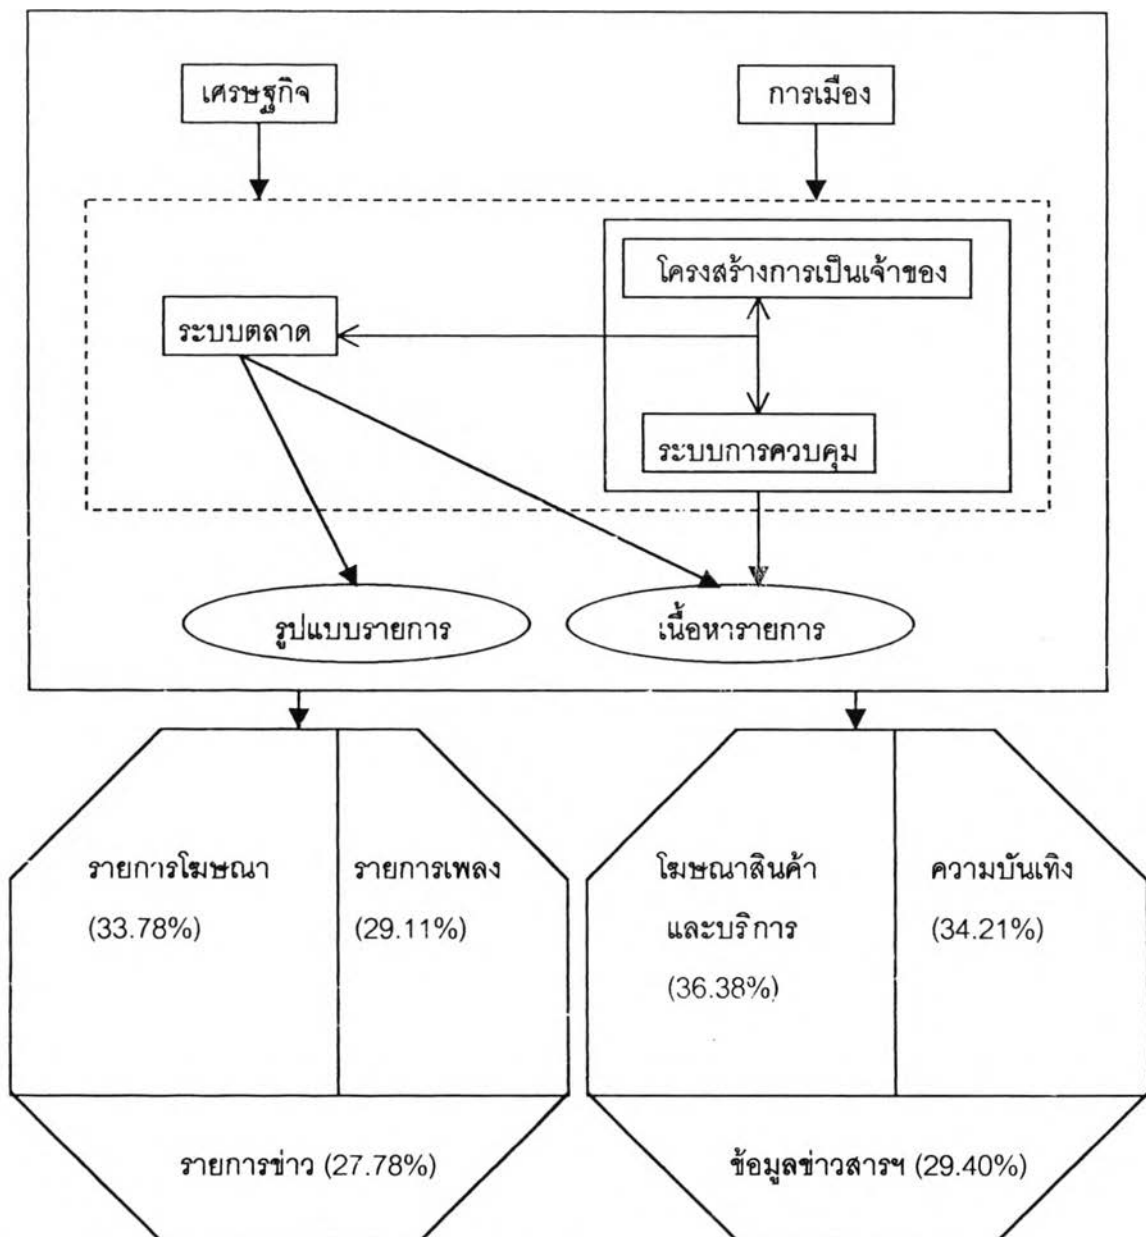 เศรษฐกิจ
การเมือง
โครงสร้างการเป็นเจ้าของ
ระบบตลาด
ระบบการควบคุม
รูปแบบรายการ
เนื้อหารายการ
รายการโฆษณา
(33.78%)
รายการเพลง
(29.11%)
โฆษณาสินค้า
และบริการ
(36.38%)
ความบันเทิง
(34.21%)
รายการข่าว (27.78%)
ข้อมูลข่าวสารฯ (29.40%)